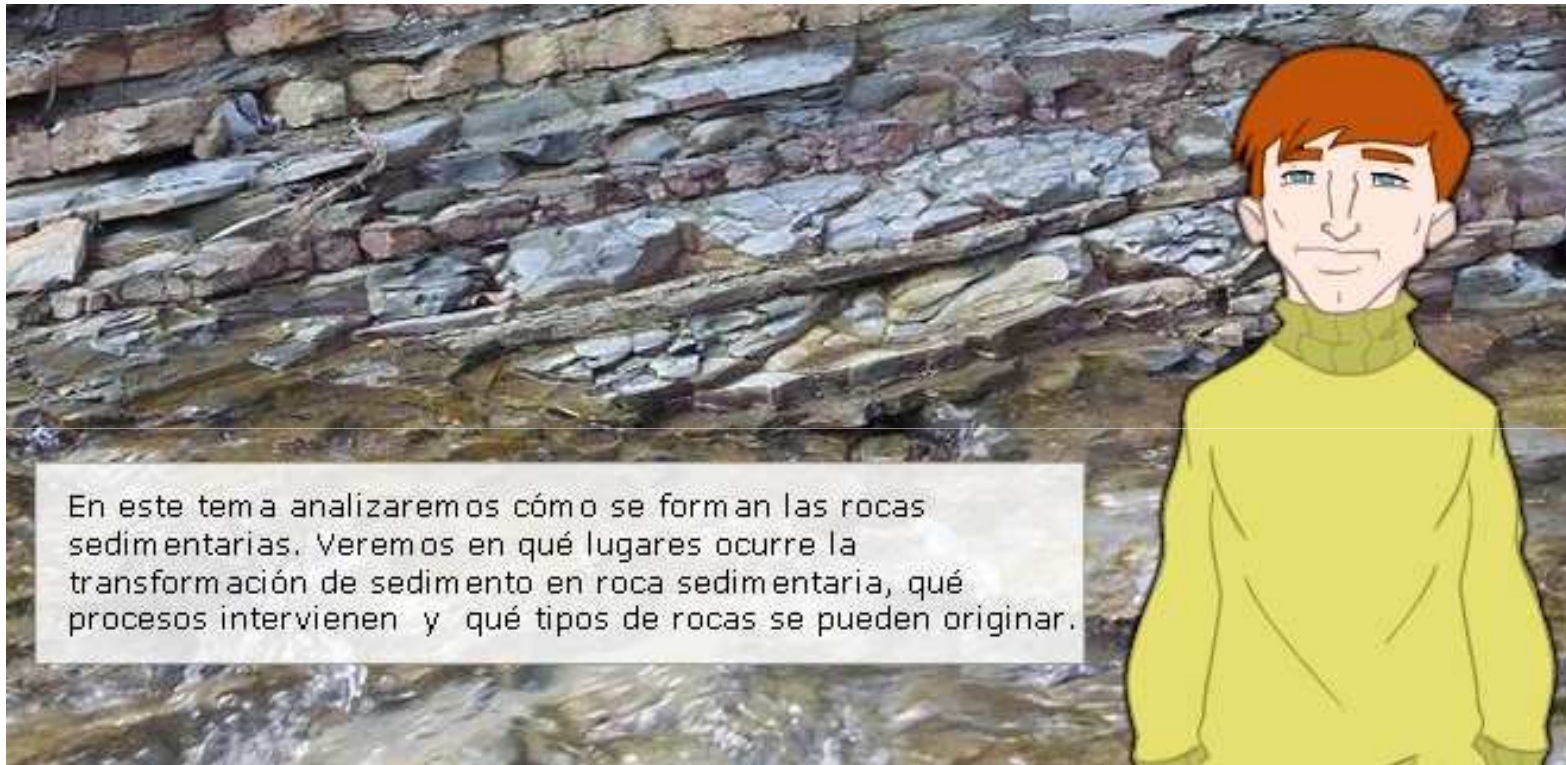 En este tema analizaremos cómo se forman las rocas
sedimentarias. Veremos en qué lugares ocurre la
transformación de sedimento en roca sedimentaria, qué
procesos intervienen y qué tipos de rocas se pueden originar.